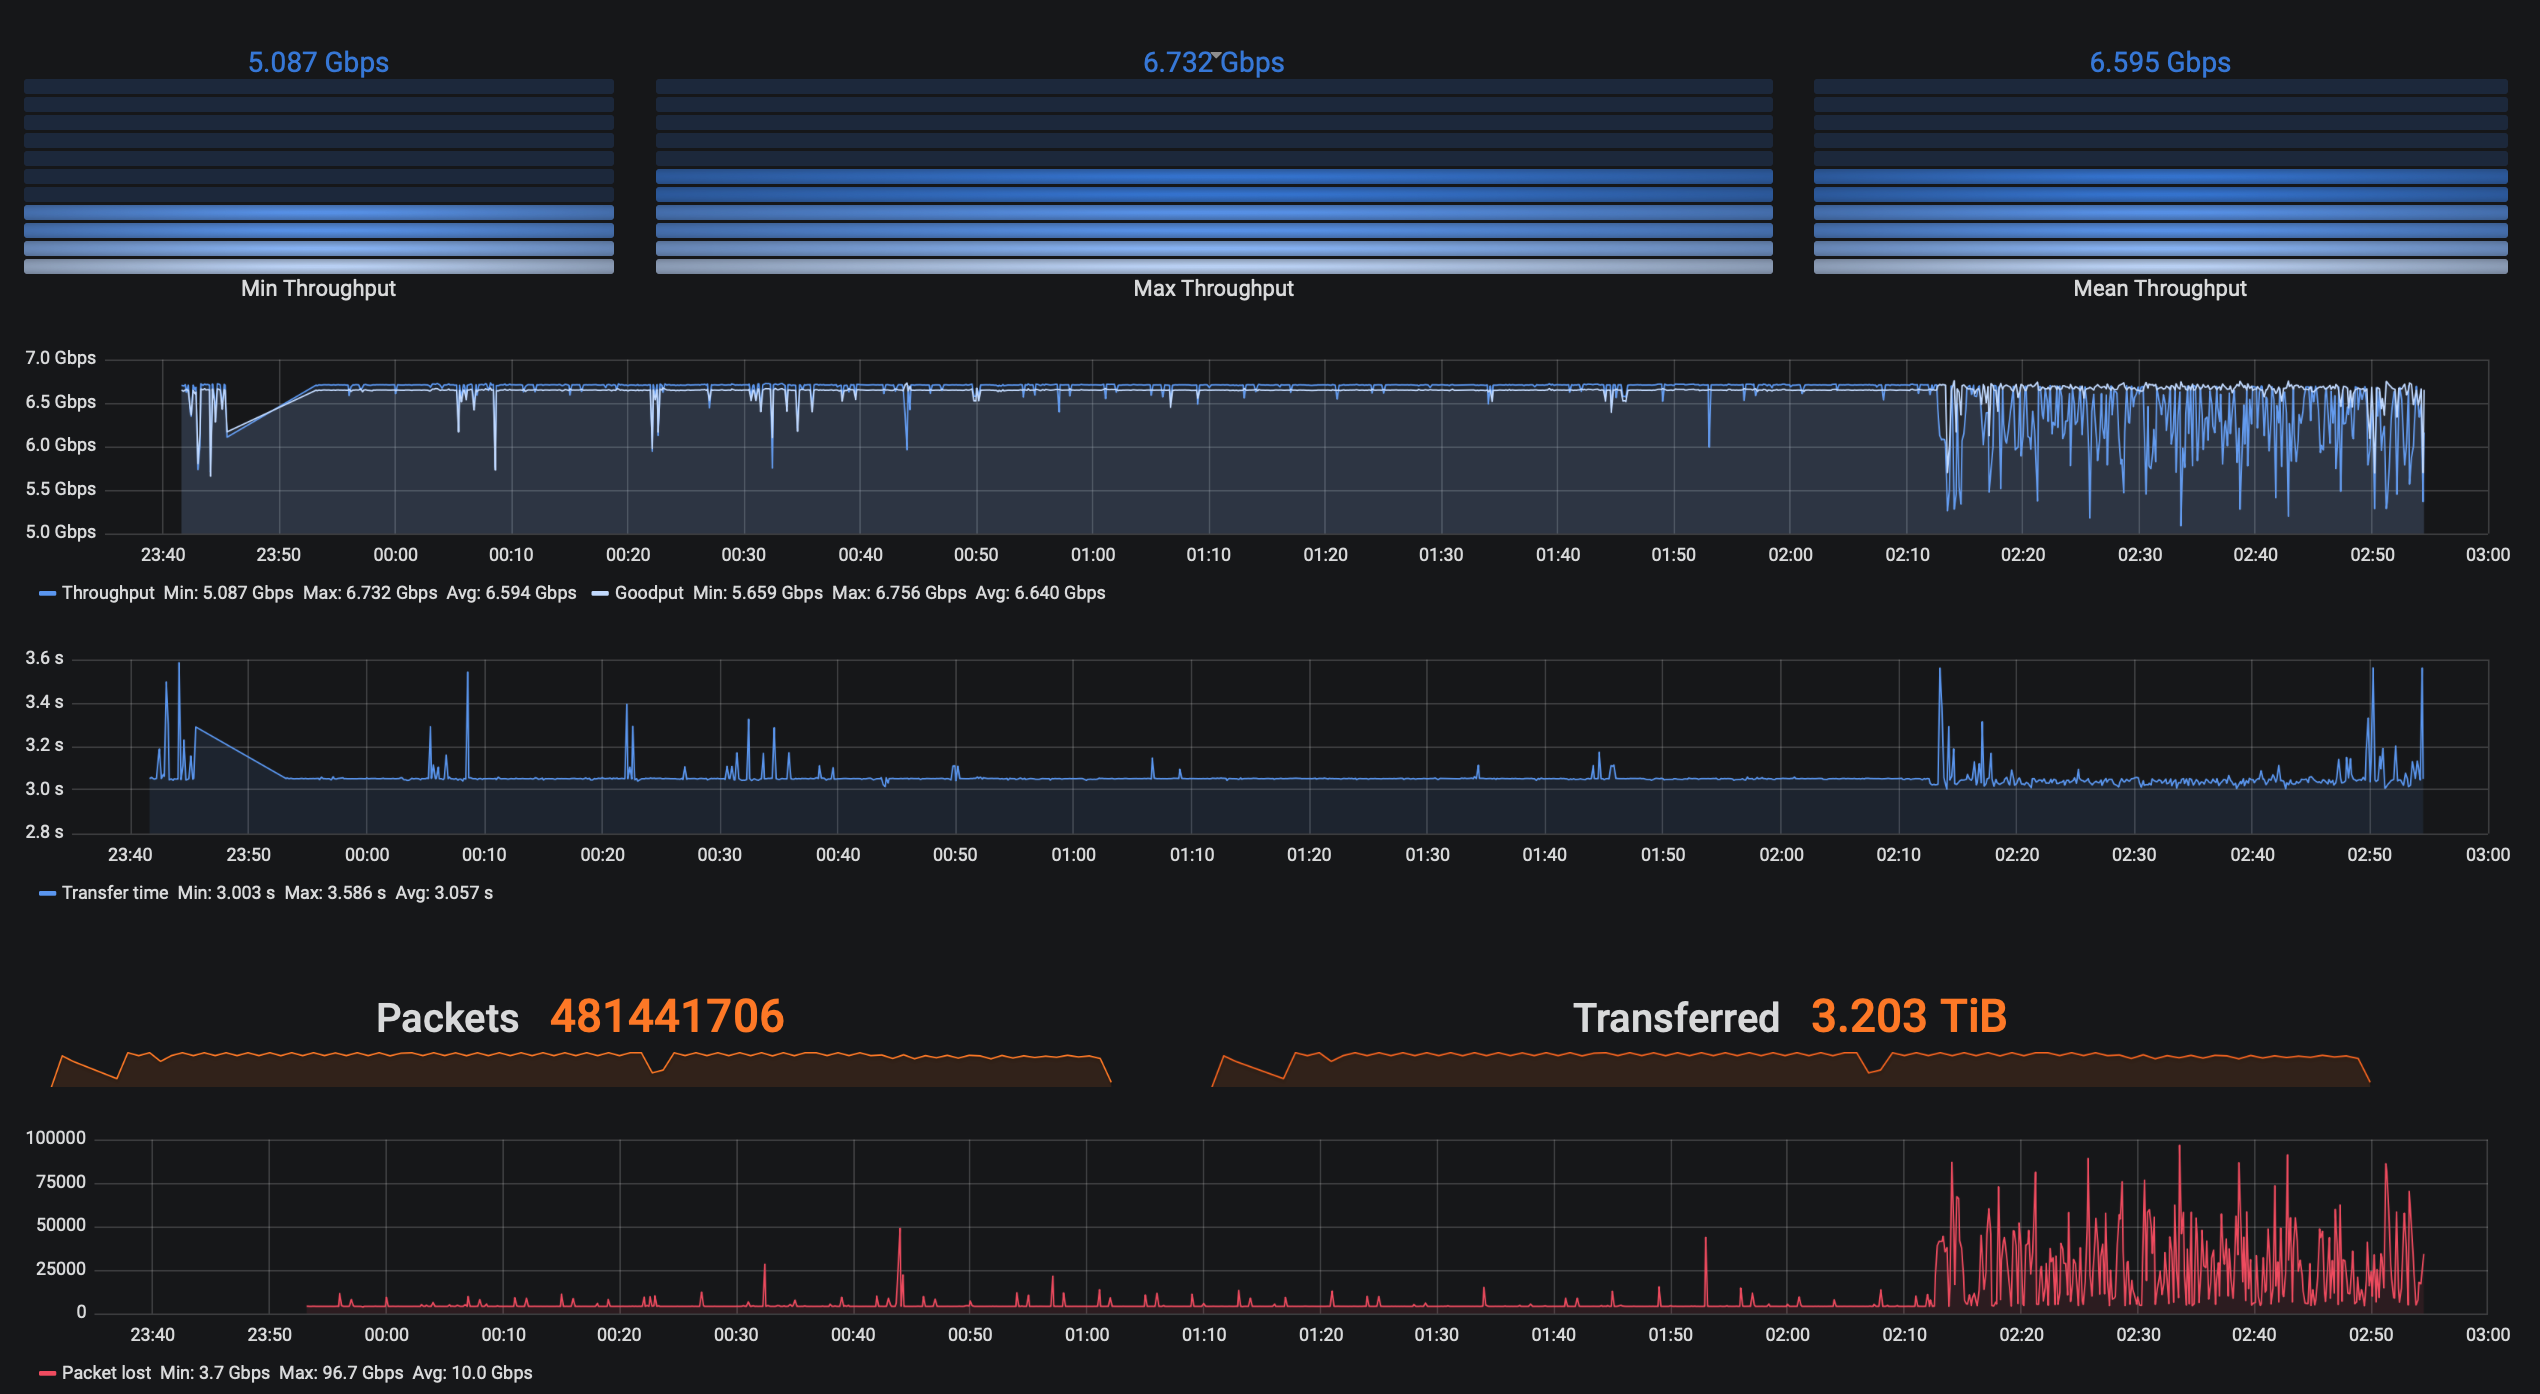 5.087 Gbps
6.732 Gbps
6.595 Gbps
Min Throughput
Max Throughput
Mean Throughput
7.0 Gbps
6.5 Gbps
6.0 Gbps
5.5 Gbps
5.0 Gbps
23:40 23:50 00:00 00:10 00:20 00:30 00:40 00:50 01:00 01:10 01:20 01:30 01:40 01:50 02:00 02:10 02:20 02:30 02:40 02:50 03:00
Throughput Min: 5.087 Gbps Max: 6.732 Gbps Avg: 6.594 Gbps Goodput Min: 5.659 Gbps Max: 6.756 Gbps Avg: 6.640 Gbps
3.6 s
3.4 s
3.2 s
3.0 s
2.8 s
23:40 23:50 00:00 00:10 00:20 00:30 00:40 00:50 01:00 01:10 01:20 01:30 01:40 01:50 02:00 02:10 02:20 02:30 02:40 02:50 03:00
Transfer time Min: 3.003 s Max: 3.586 s Avg: 3.057 s
Packets 481441706
Transferred 3.203 TiB
100000
75000
50000
25000
0
23:40 23:50 00:00 00:10 00:20 00:30 00:40 00:50 01:00 01:10 01:20 01:30 01:40 01:50 02:00 02:10 02:20 02:30 02:40 02:50 03:00
Packet lost Min: 3.7 Gbps Max: 96.7 Gbps Avg: 10.0 Gbps